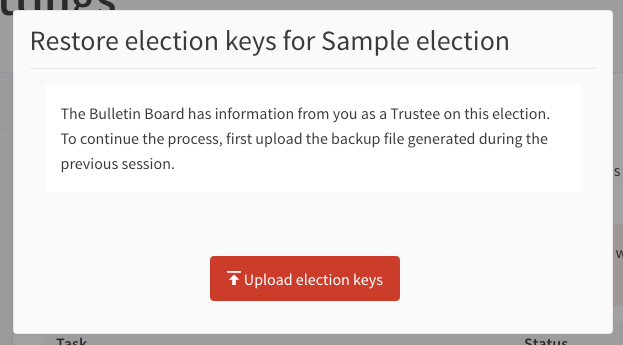 ttings
Restore election keys for Sample election
The Bulletin Board has information from you as a Trustee on this election.
To continue the process, first upload the backup file generated during the
previous session.
s
w
Upload election keys
Task Status